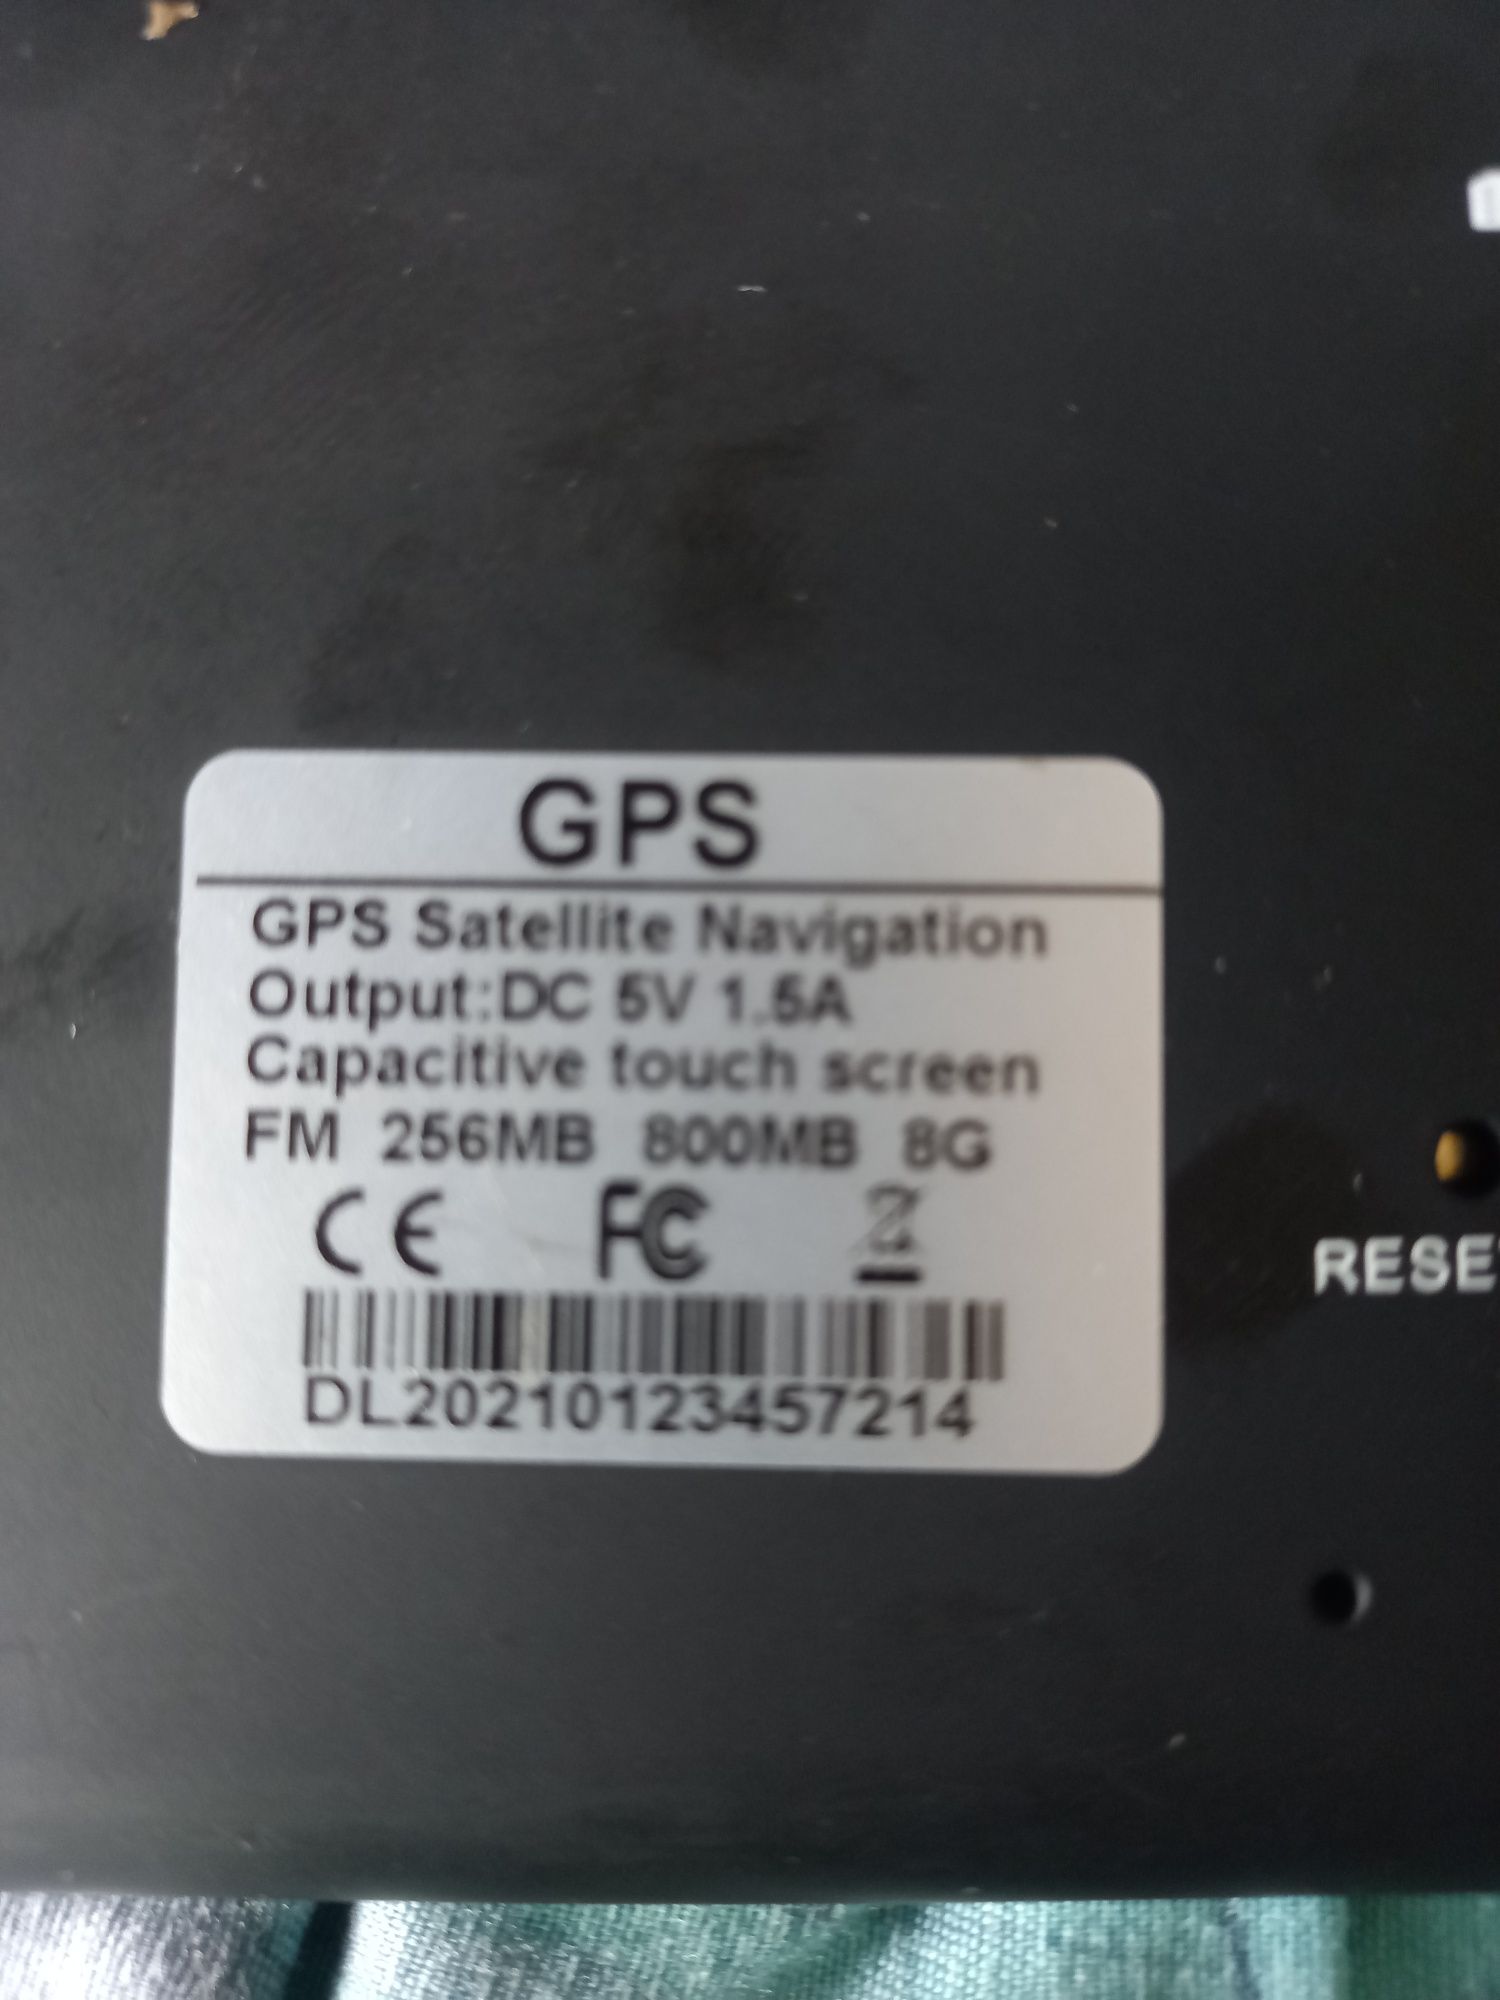 GPS
GPS Satellite Navigation
Output:DC 5V 1.5A
Capacitive touch screen
FM 256MB 800MB 8G
CE FC
DL20210123457214
RESE